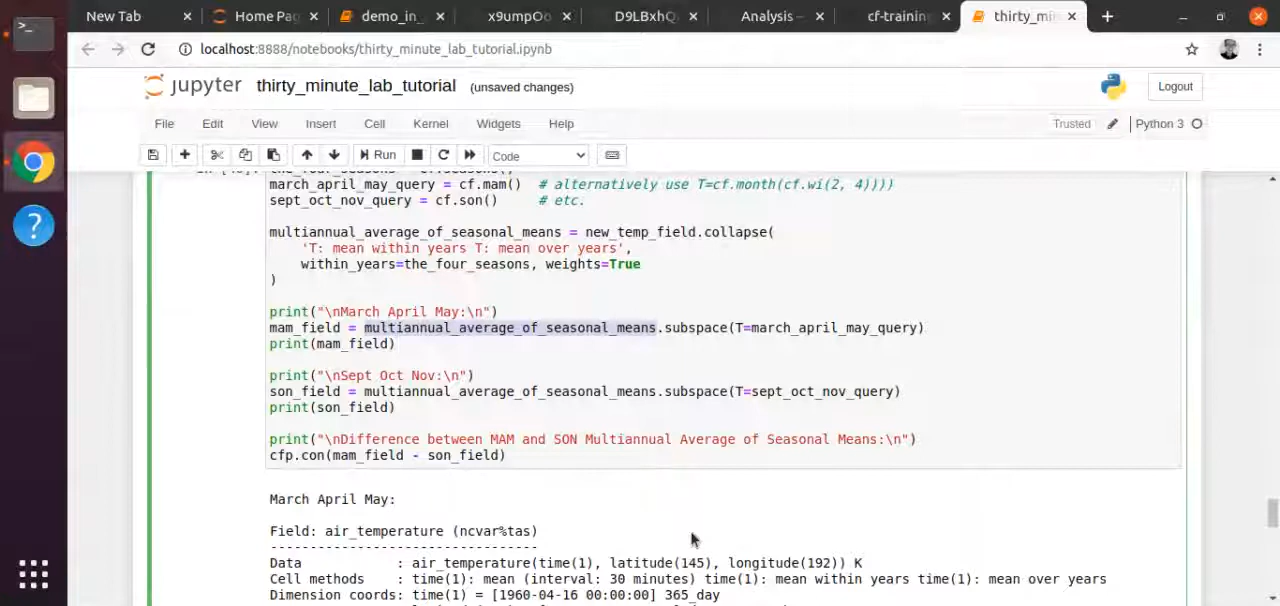 New Tab
Home Pag
demo_in_
x9umpOo
D9LBxhQ
Analysis –
cf-training
thirty_mi
localhost:8888/notebooks/thirty_minute_lab_tutorial.ipynb
jupyter thirty_minute_lab_tutorial (unsaved changes)
Logout
File Edit View Insert Cell Kernel Widgets Help
Trusted
Python 3
Run
Code
march_april_may_query = cf.mam()  # alternatively use T=cf.month(cf.wi(2, 4))))
sept_oct_nov_query = cf.son()     # etc.
multiannual_average_of_seasonal_means = new_temp_field.collapse(
'T: mean within years T: mean over years',
within_years=the_four_seasons, weights=True
)
print("\nMarch April May:\n")
mam_field = multiannual_average_of_seasonal_means.subspace(T=march_april_may_query)
print(mam_field)
print("\nSept Oct Nov:\n")
son_field = multiannual_average_of_seasonal_means.subspace(T=sept_oct_nov_query)
print(son_field)
print("\nDifference between MAM and SON Multiannual Average of Seasonal Means:\n")
cfp.con(mam_field - son_field)
March April May:
Field: air_temperature (ncvar%tas)
---------------------------------
Data            : air_temperature(time(1), latitude(145), longitude(192)) K
Cell methods    : time(1): mean (interval: 30 minutes) time(1): mean within years time(1): mean over years
Dimension coords: time(1) = [1960-04-16 00:00:00] 365_day